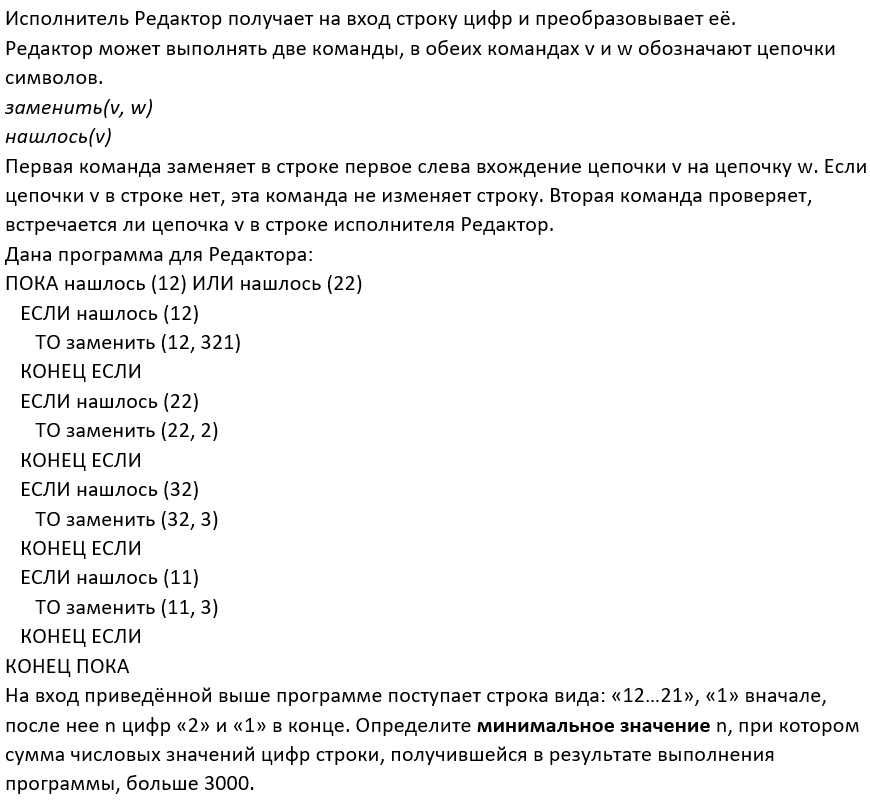 Исполнитель Редактор получает на вход строку цифр и преобразовывает её.
Редактор может выполнять две команды, в обеих командах v и w обозначают цепочки
символов.
заменить(v, w)
нашлось(v)
Первая команда заменяет в строке первое слева вхождение цепочки v на цепочку w. Если
цепочки v в строке нет, эта команда не изменяет строку. Вторая команда проверяет,
встречается ли цепочка v в строке исполнителя Редактор.
Дана программа для Редактора:
ПОКА нашлось (12) ИЛИ нашлось (22)
ЕСЛИ нашлось (12)
ТО заменить (12, 321)
КОНЕЦ ЕСЛИ
ЕСЛИ нашлось (22)
ТО заменить (22, 2)
КОНЕЦ ЕСЛИ
ЕСЛИ нашлось (32)
ТО заменить (32, 3)
КОНЕЦ ЕСЛИ
ЕСЛИ нашлось (11)
ТО заменить (11, 3)
КОНЕЦ ЕСЛИ
КОНЕЦ ПОКА
На вход приведённой выше программе поступает строка вида: «12...21», «1» вначале,
после нее n цифр «2» и «1» в конце. Определите минимальное значение n, при котором
сумма числовых значений цифр строки, получившейся в результате выполнения
программы, больше 3000.